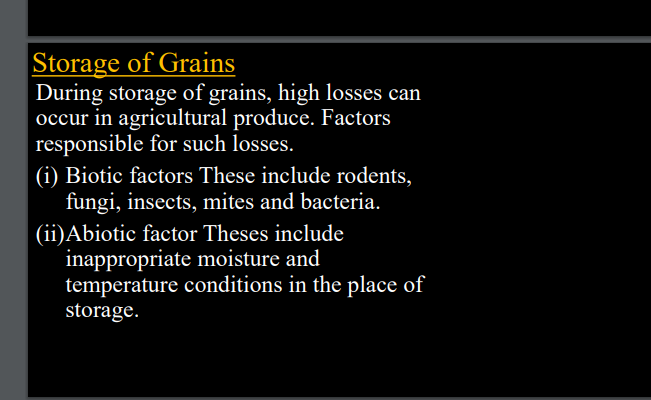 Storage of Grains
During storage of grains, high losses can
occur in agricultural produce. Factors
responsible for such losses.
(i) Biotic factors These include rodents,
fungi, insects, mites and bacteria.
(ii)Abiotic factor Theses include
inappropriate moisture and
temperature conditions in the place of
storage.